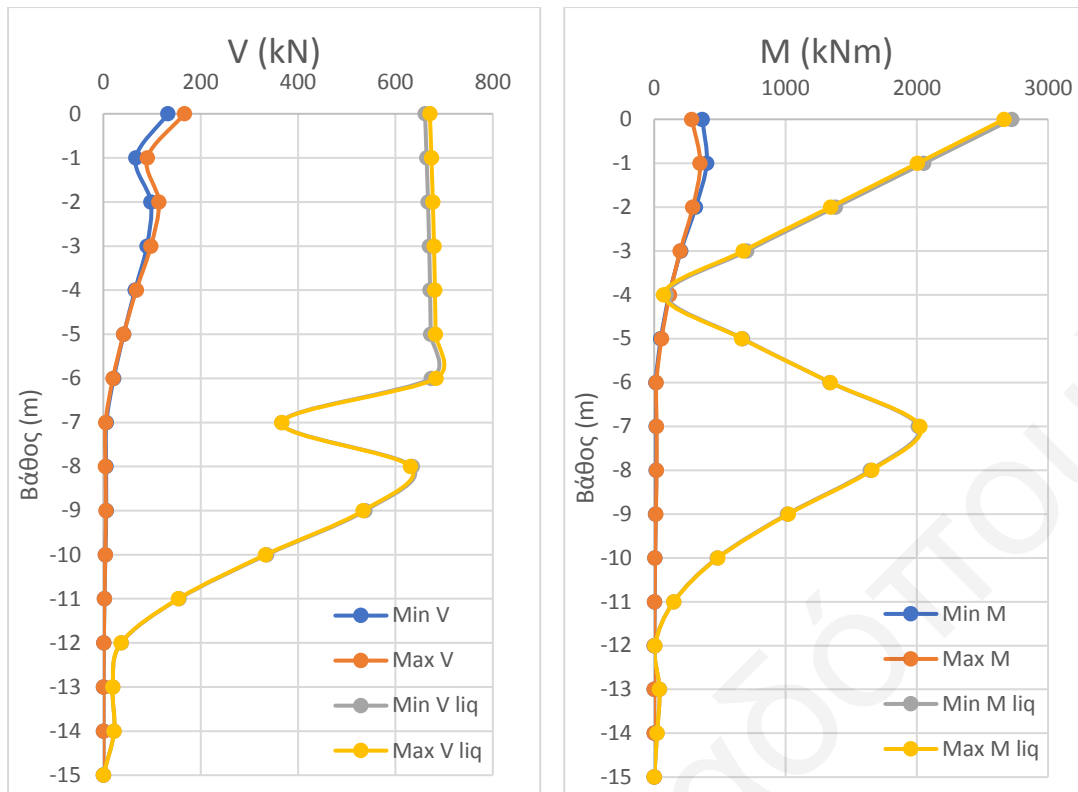 V (kN)
0 200 400 600 800
0
-1
-2
-3
-4
-5
-6
-7
-8
-9
-10
-11
-12
-13
-14
-15
Βάθος (m)
Min V
Max V
Min V liq
Max V liq
M (kNm)
0 1000 2000 3000
0
-1
-2
-3
-4
-5
-6
-7
-8
-9
-10
-11
-12
-13
-14
-15
Βάθος (m)
Min M
Max M
Min M liq
Max M liq